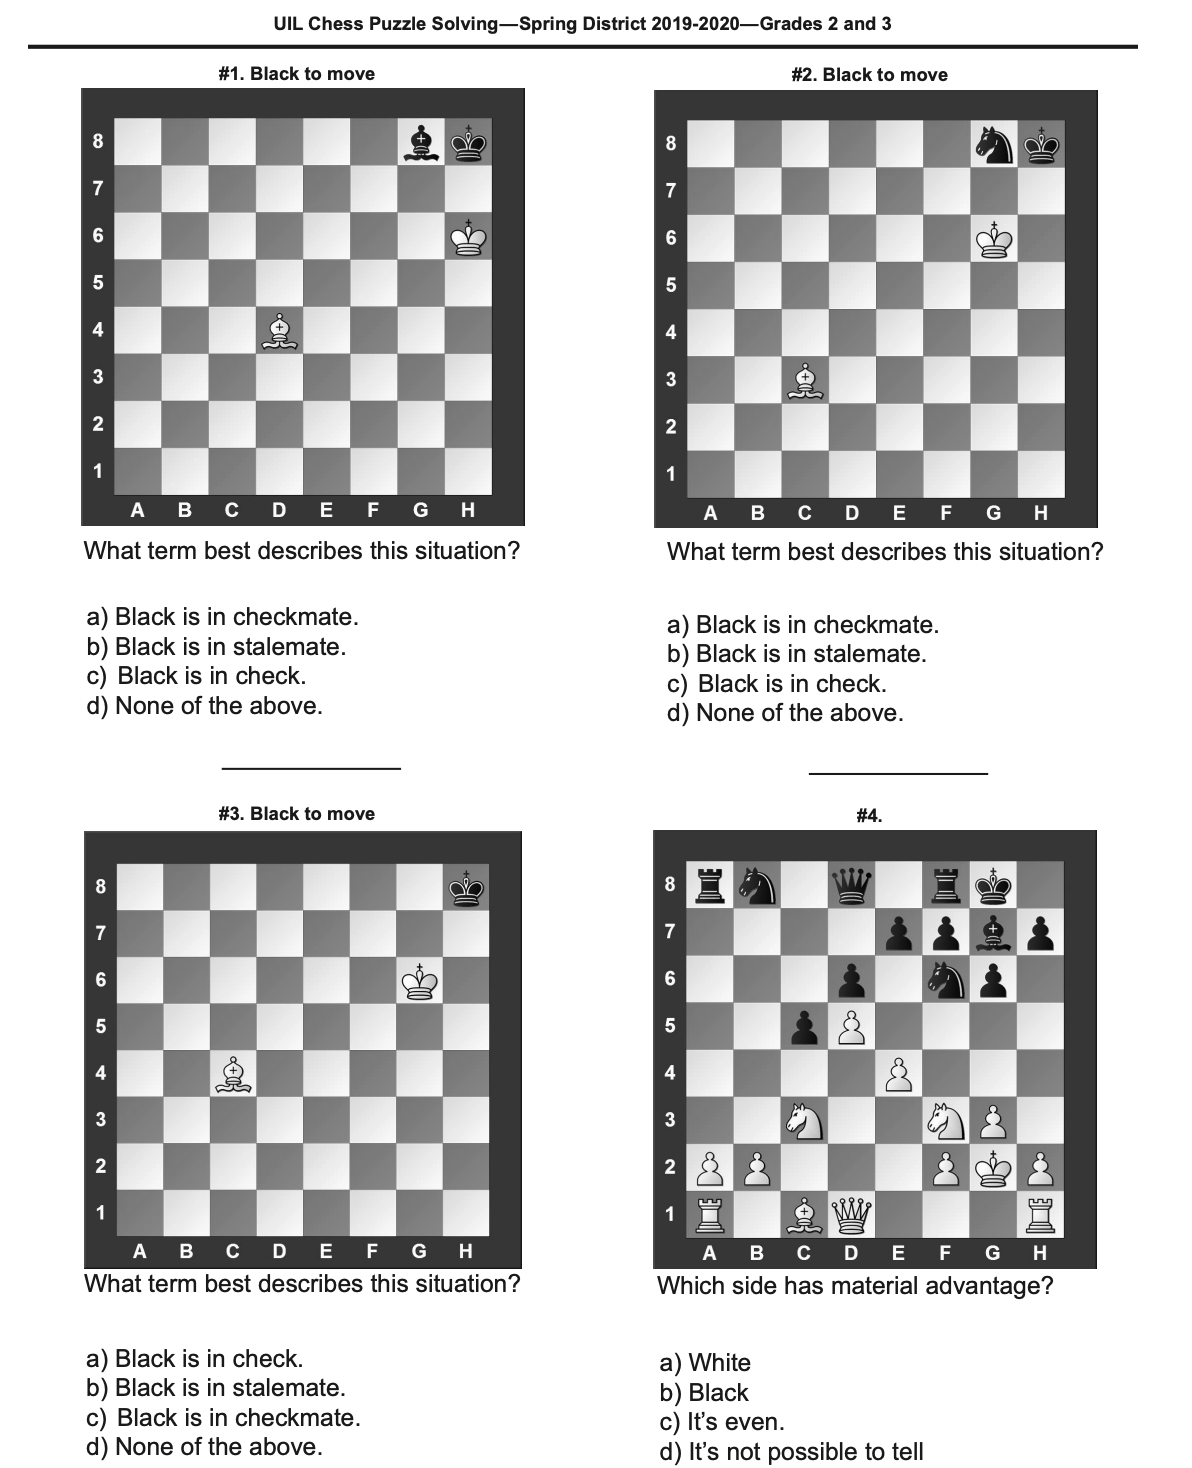 UIL Chess Puzzle Solving—Spring District 2019-2020—Grades 2 and 3
#1. Black to move
8
7
6
5
4
3
2
1
A B C D E F G H
What term best describes this situation?
a) Black is in checkmate.
b) Black is in stalemate.
c) Black is in check.
d) None of the above.
#2. Black to move
8
7
6
5
4
3
2
1
A B C D E F G H
What term best describes this situation?
a) Black is in checkmate.
b) Black is in stalemate.
c) Black is in check.
d) None of the above.
#3. Black to move
8
7
6
5
4
3
2
1
A B C D E F G H
What term best describes this situation?
a) Black is in check.
b) Black is in stalemate.
c) Black is in checkmate.
d) None of the above.
#4.
8
7
6
5
4
3
2
1
A B C D E F G H
Which side has material advantage?
a) White
b) Black
c) It’s even.
d) It’s not possible to tell